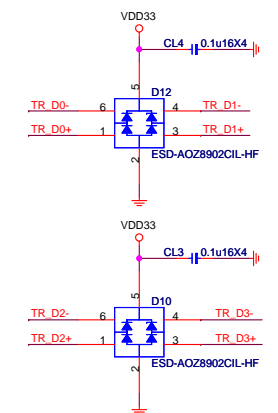 VDD33
CL4 0.1u16X4
5
D12
TR_D0- 6 4 TR_D1-
TR_D0+ 1 3 TR_D1+
2
ESD-AOZ8902CIL-HF
VDD33
CL3 0.1u16X4
5
D10
TR_D2- 6 4 TR_D3-
TR_D2+ 1 3 TR_D3+
2
ESD-AOZ8902CIL-HF